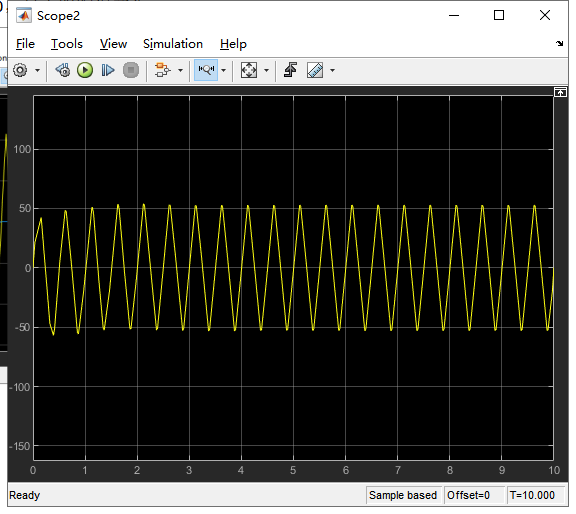 Scope2
File Tools View Simulation Help
100
50
0
-50
-100
-150
0 1 2 3 4 5 6 7 8 9 10
Ready Sample based Offset=0 T=10.000